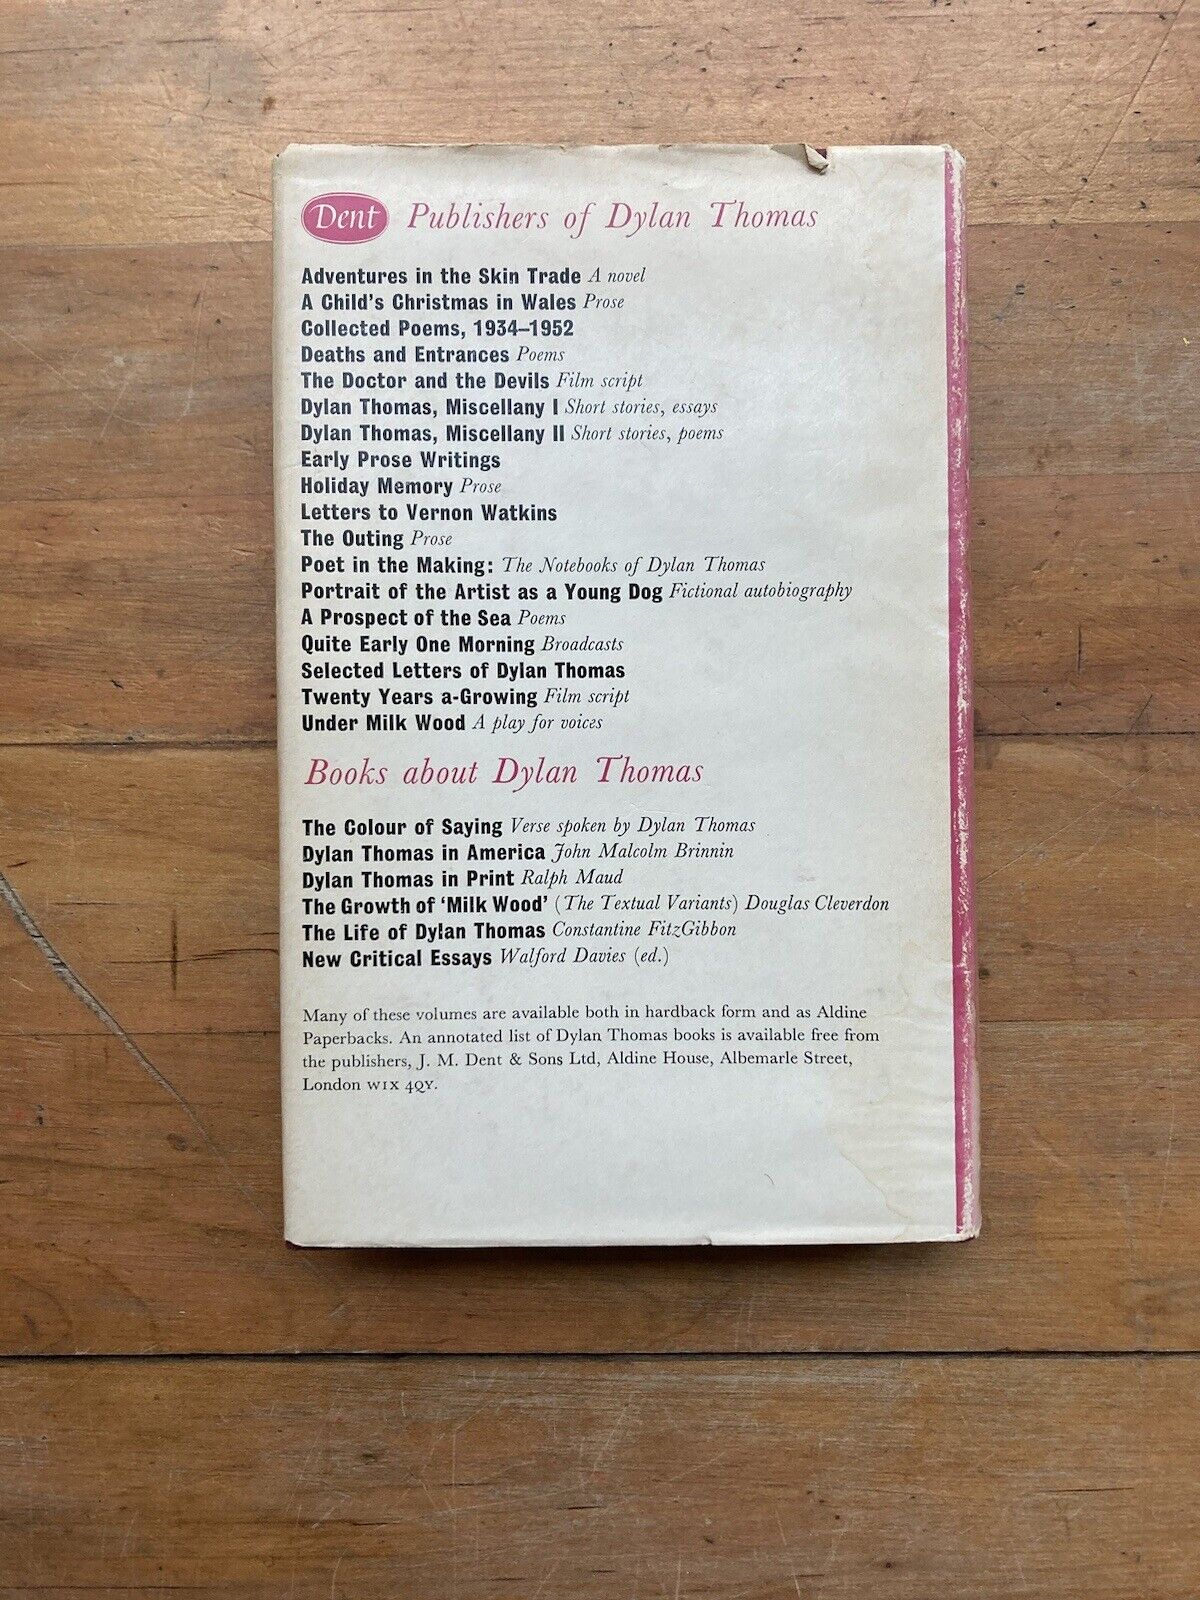 Dent Publishers of Dylan Thomas
Adventures in the Skin Trade A novel
A Child's Christmas in Wales Prose
Collected Poems, 1934–1952
Deaths and Entrances Poems
The Doctor and the Devils Film script
Dylan Thomas, Miscellany I Short stories, essays
Dylan Thomas, Miscellany II Short stories, poems
Early Prose Writings
Holiday Memory Prose
Letters to Vernon Watkins
The Outing Prose
Poet in the Making: The Notebooks of Dylan Thomas
Portrait of the Artist as a Young Dog Fictional autobiography
A Prospect of the Sea Poems
Quite Early One Morning Broadcasts
Selected Letters of Dylan Thomas
Twenty Years a-Growing Film script
Under Milk Wood A play for voices
Books about Dylan Thomas
The Colour of Saying Verse spoken by Dylan Thomas
Dylan Thomas in America John Malcolm Brinnin
Dylan Thomas in Print Ralph Maud
The Growth of 'Milk Wood' (The Textual Variants) Douglas Cleverdon
The Life of Dylan Thomas Constantine FitzGibbon
New Critical Essays Walford Davies (ed.)
Many of these volumes are available both in hardback form and as Aldine
Paperbacks. An annotated list of Dylan Thomas books is available free from
the publishers, J. M. Dent & Sons Ltd, Aldine House, Albemarle Street,
London W1X 4QY.